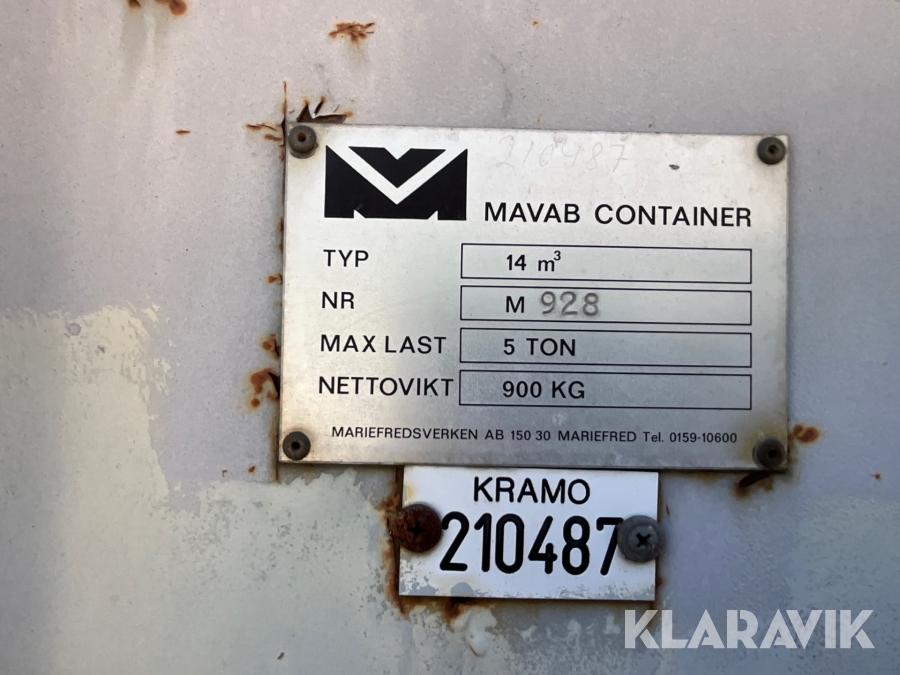 210487
MAVAB CONTAINER
TYP 14 m³
NR M 928
MAX LAST 5 TON
NETTOVIKT 900 KG
MARIEFREDSVERKEN AB 150 30 MARIEFRED Tel. 0159-10600
KRAMO
210487
KLARAVIK